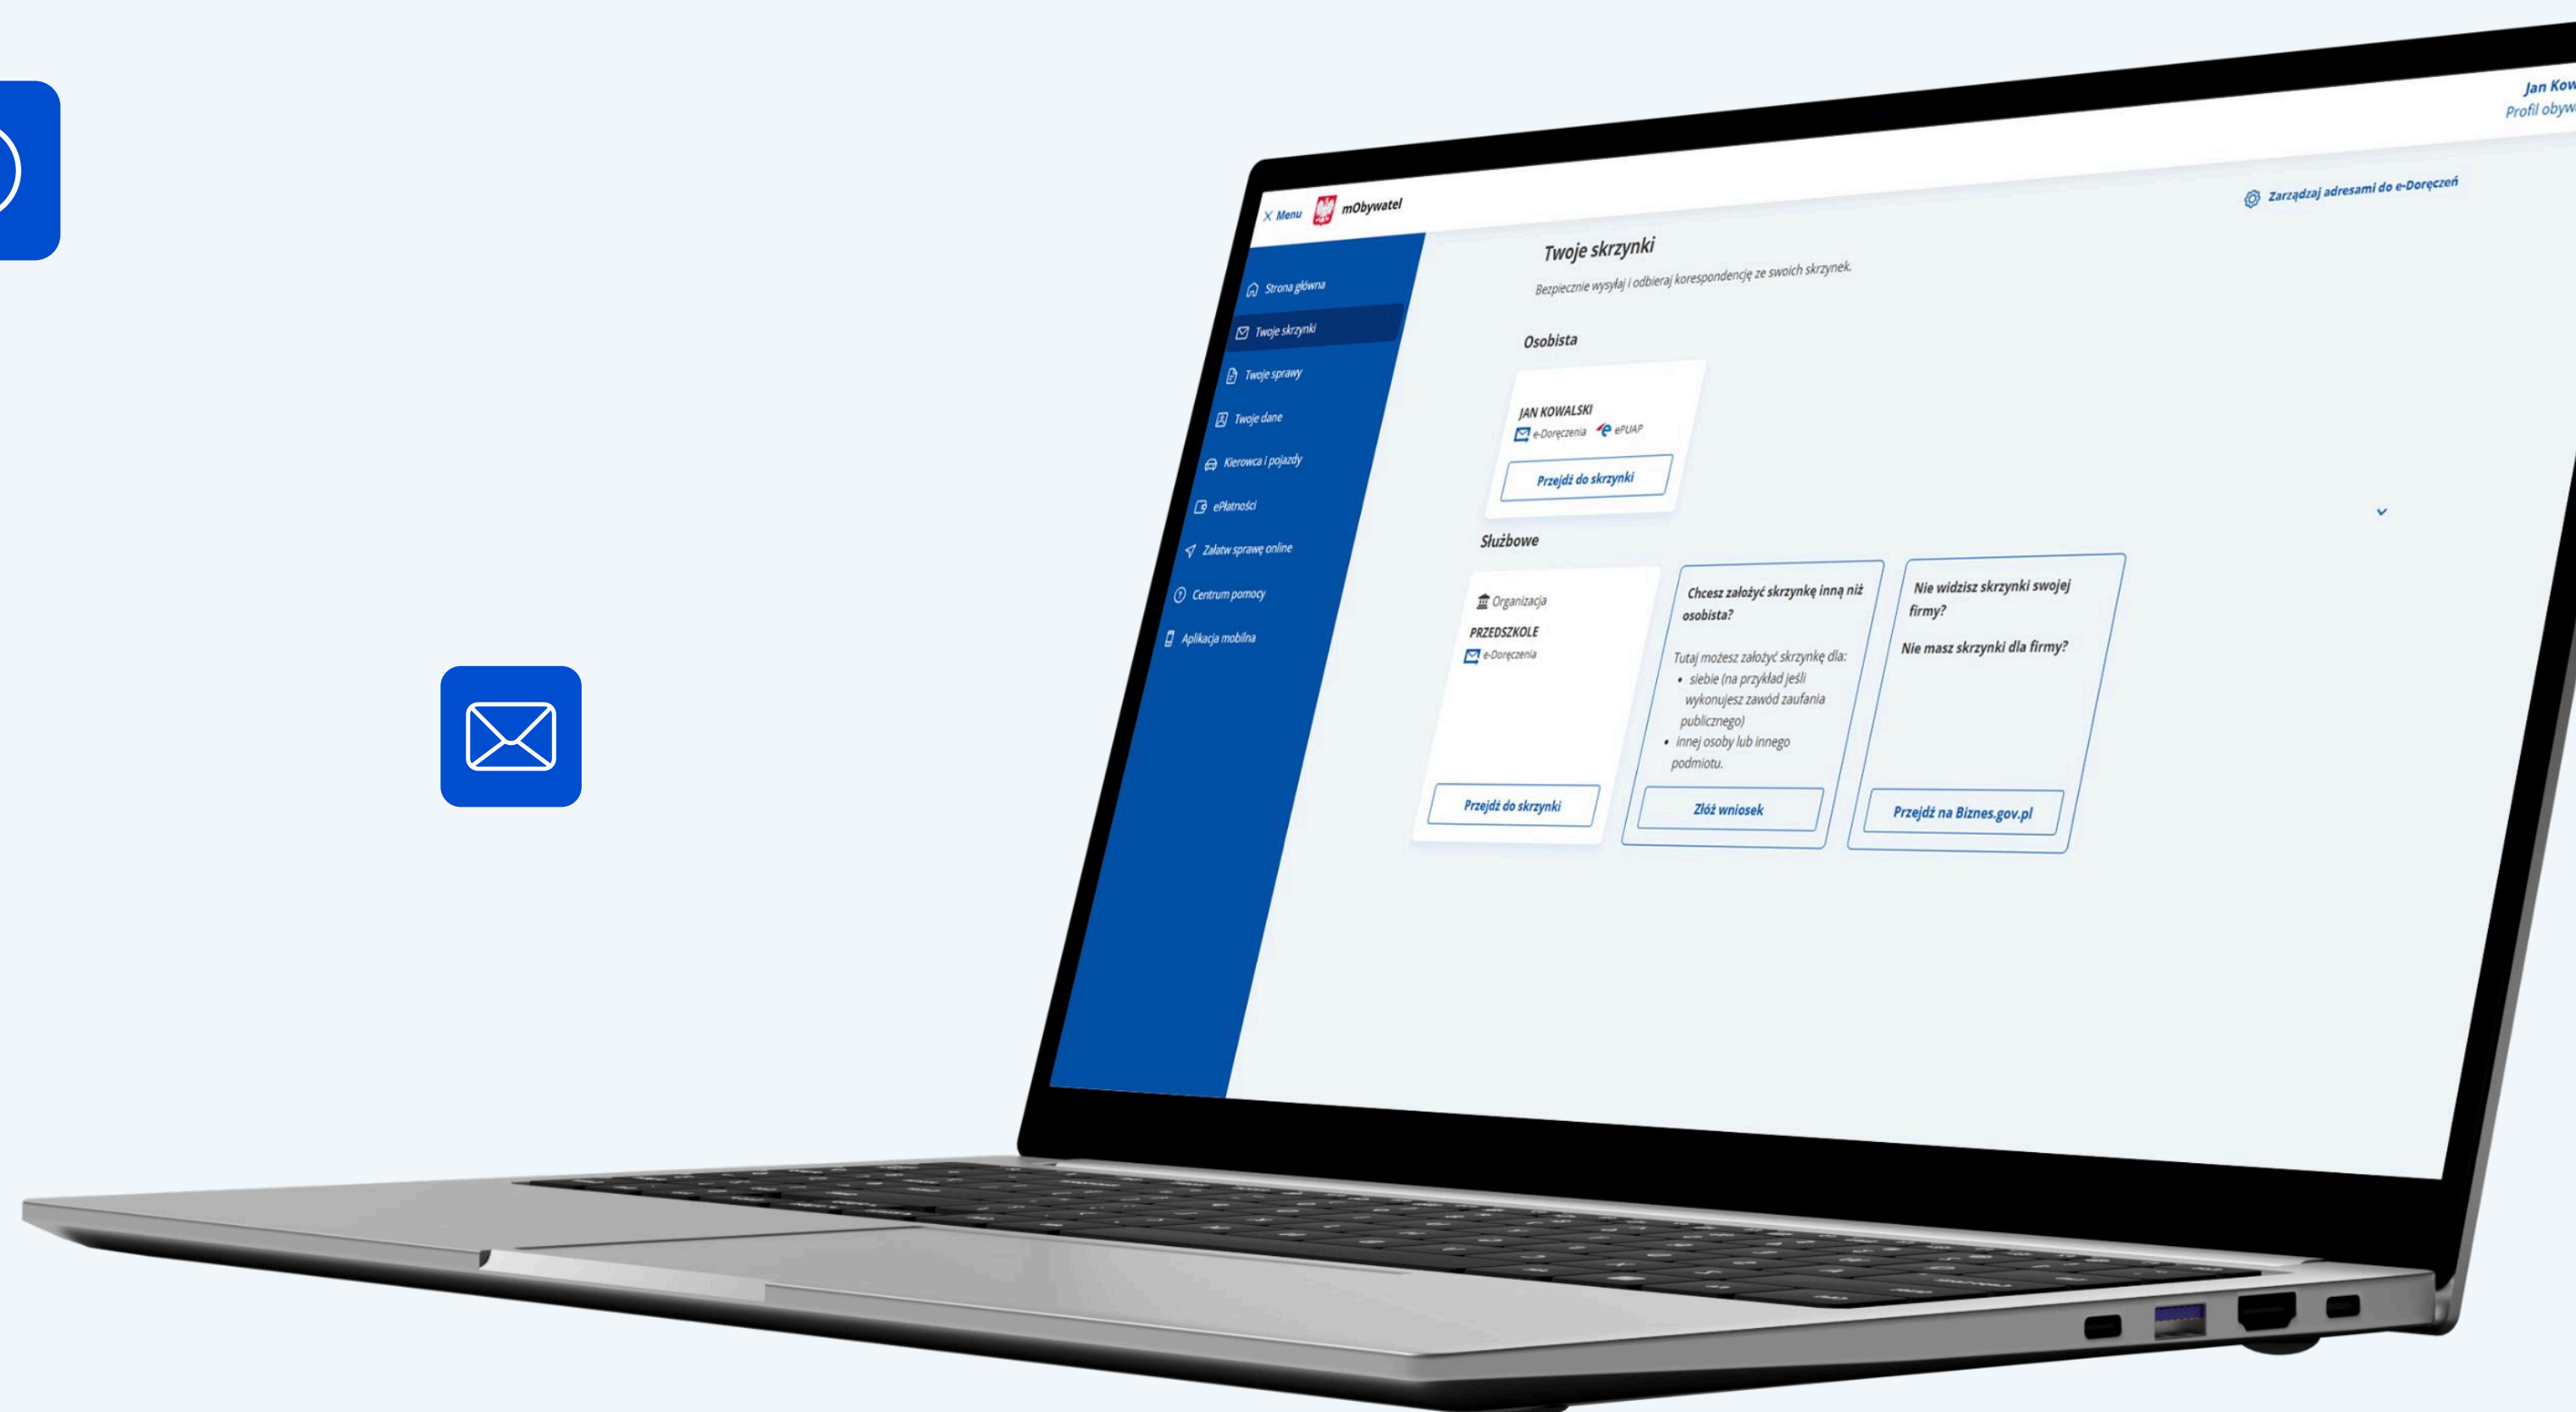 Jan Kow
Profil obyw
Menu
mObywatel
Zarządzaj adresami do e-Doręczeń
Strona główna
Twoje skrzynki
Twoje sprawy
Twoje dane
Kierowca i pojazdy
ePłatności
Załatw sprawę online
Centrum pomocy
Aplikacja mobilna
Twoje skrzynki
Bezpiecznie wysyłaj i odbieraj korespondencję ze swoich skrzynek.
Osobista
JAN KOWALSKI
e-Doręczenia ePUAP
Przejdź do skrzynki
Służbowe
Organizacja
PRZEDSZKOLE
e-Doręczenia
Przejdź do skrzynki
Chcesz założyć skrzynkę inną niż
osobista?
Tutaj możesz założyć skrzynkę dla:
• siebie (na przykład jeśli
wykonujesz zawód zaufania
publicznego)
• innej osoby lub innego
podmiotu.
Złóż wniosek
Nie widzisz skrzynki swojej
firmy?
Nie masz skrzynki dla firmy?
Przejdź na Biznes.gov.pl